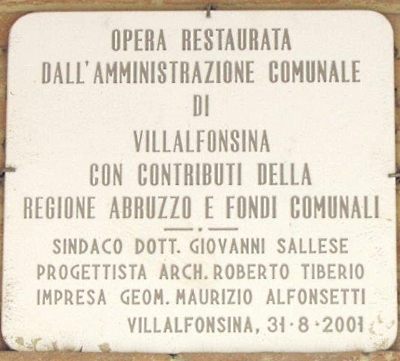 OPERA RESTAURATA
DALL'AMMINISTRAZIONE COMUNALE
DI
VILLALFONSINA
CON CONTRIBUTI DELLA
REGIONE ABRUZZO E FONDI COMUNALI
SINDACO DOTT. GIOVANNI SALLESE
PROGETTISTA ARCH. ROBERTO TIBERIO
IMPRESA GEOM. MAURIZIO ALFONSETTI
VILLALFONSINA, 31·8·2001